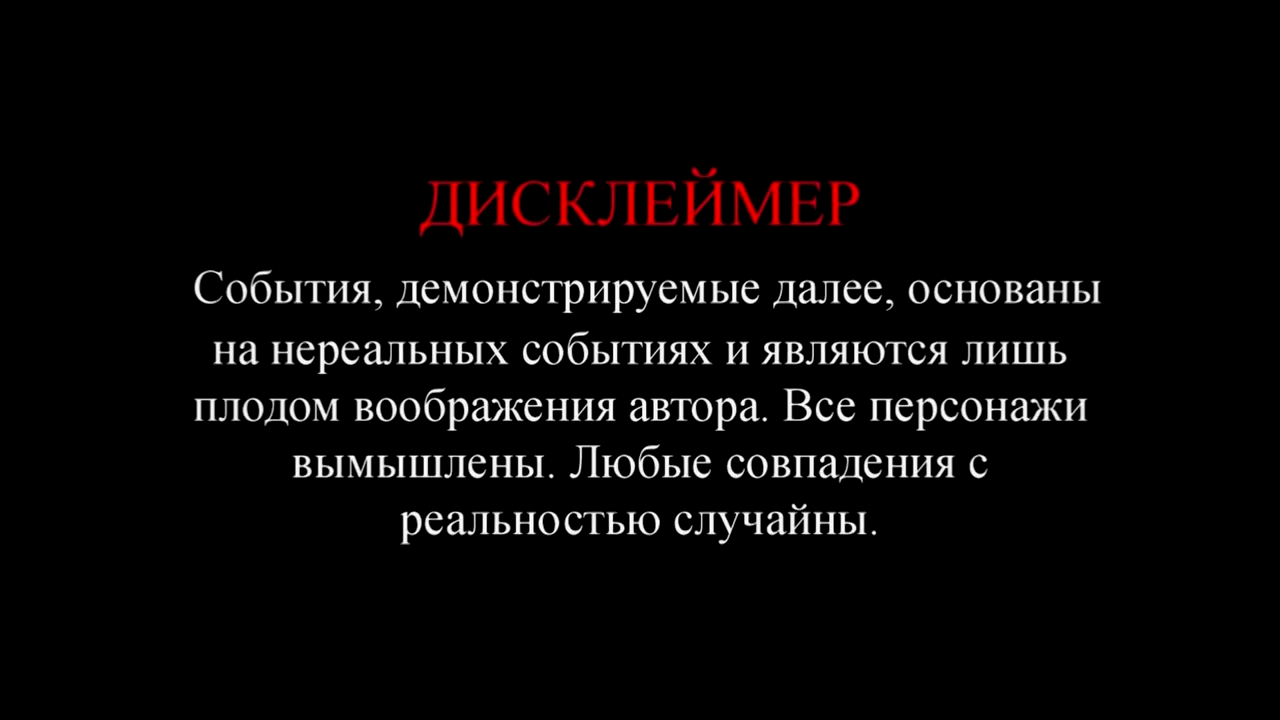 ДИСКЛЕЙМЕР
События, демонстрируемые далее, основаны
на нереальных событиях и являются лишь
плодом воображения автора. Все персонажи
вымышлены. Любые совпадения с
реальностью случайны.